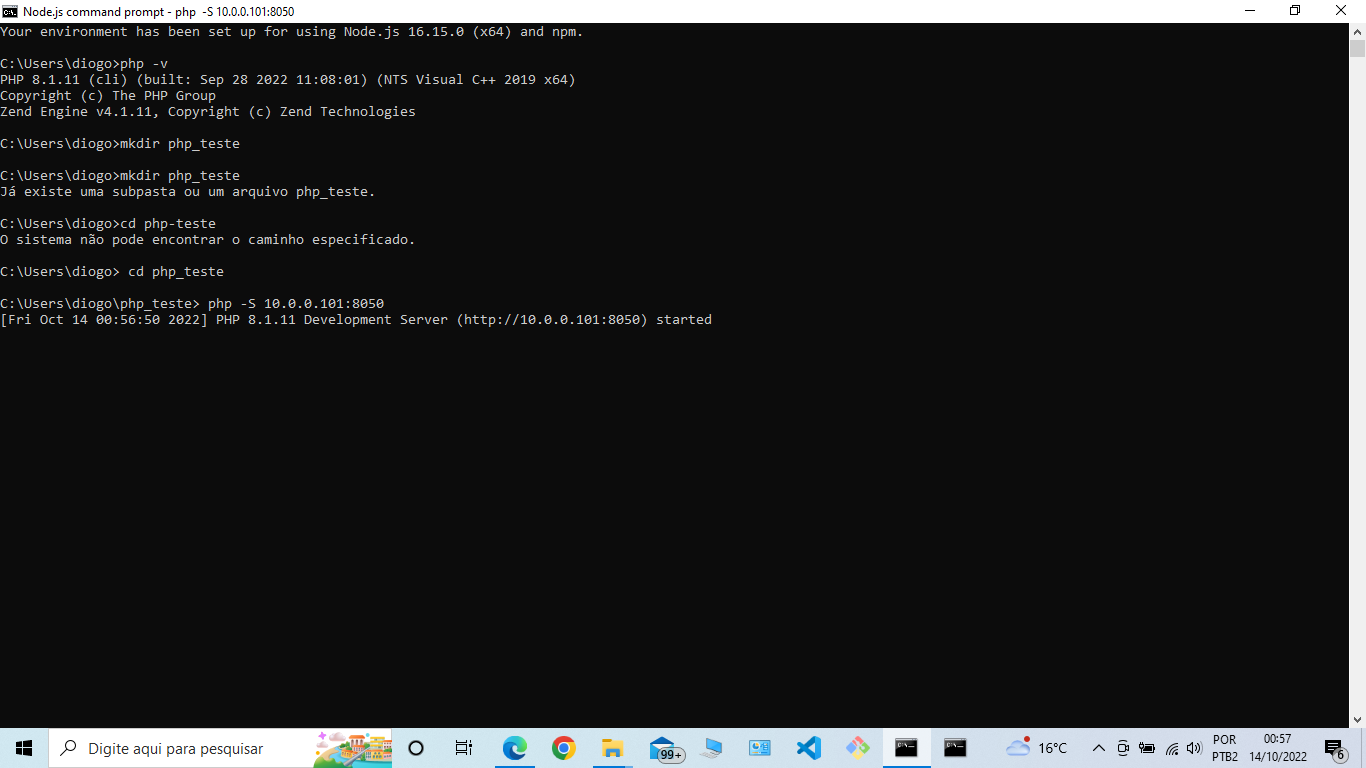 Node.js command prompt - php  -S 10.0.0.101:8050
Your environment has been set up for using Node.js 16.15.0 (x64) and npm.
C:\Users\diogo>php -v
PHP 8.1.11 (cli) (built: Sep 28 2022 11:08:01) (NTS Visual C++ 2019 x64)
Copyright (c) The PHP Group
Zend Engine v4.1.11, Copyright (c) Zend Technologies
C:\Users\diogo>mkdir php_teste
C:\Users\diogo>mkdir php_teste
Já existe uma subpasta ou um arquivo php_teste.
C:\Users\diogo>cd php-teste
O sistema não pode encontrar o caminho especificado.
C:\Users\diogo> cd php_teste
C:\Users\diogo\php_teste> php -S 10.0.0.101:8050
[Fri Oct 14 00:56:50 2022] PHP 8.1.11 Development Server (http://10.0.0.101:8050) started
Digite aqui para pesquisar
99+
16°C
POR
PTB2
00:57
14/10/2022
6